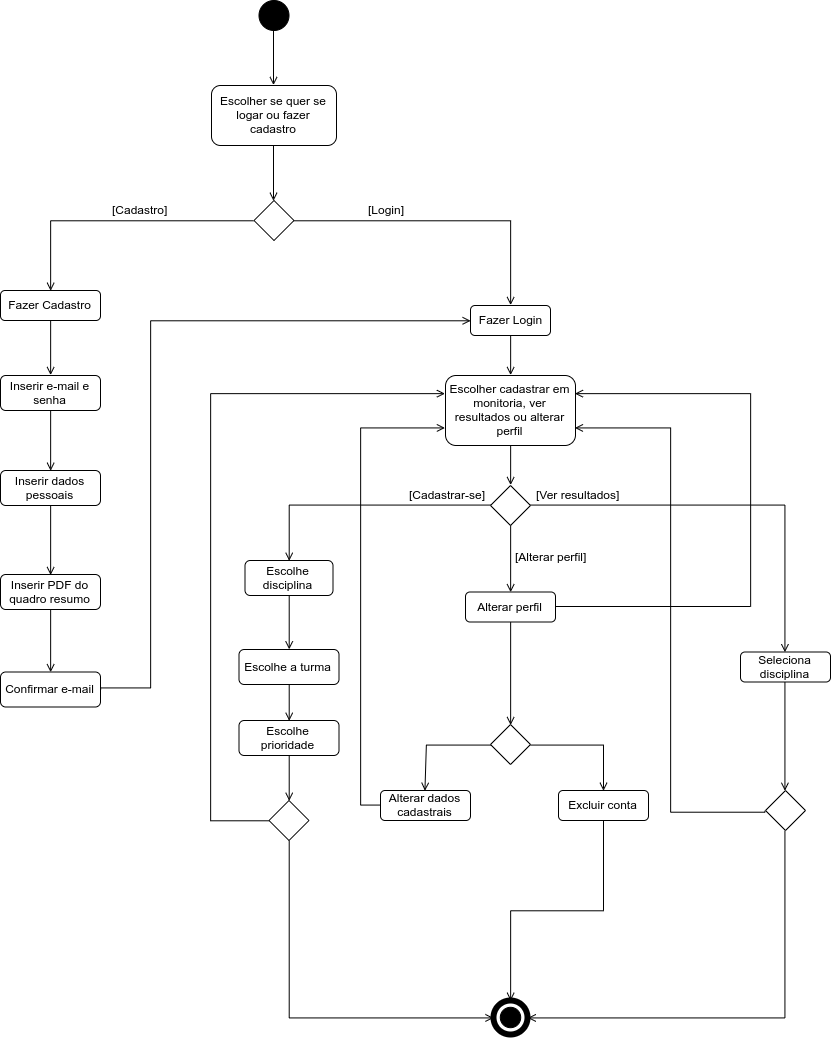 Escolher se quer se
logar ou fazer
cadastro
[Cadastro]
[Login]
Fazer Cadastro
Fazer Login
Inserir e-mail e
senha
Escolher cadastrar em
monitoria, ver
resultados ou alterar
perfil
Inserir dados
pessoais
[Cadastrar-se]
[Ver resultados]
[Alterar perfil]
Inserir PDF do
quadro resumo
Escolhe
disciplina
Alterar perfil
Confirmar e-mail
Escolhe a turma
Seleciona
disciplina
Escolhe
prioridade
Alterar dados
cadastrais
Excluir conta